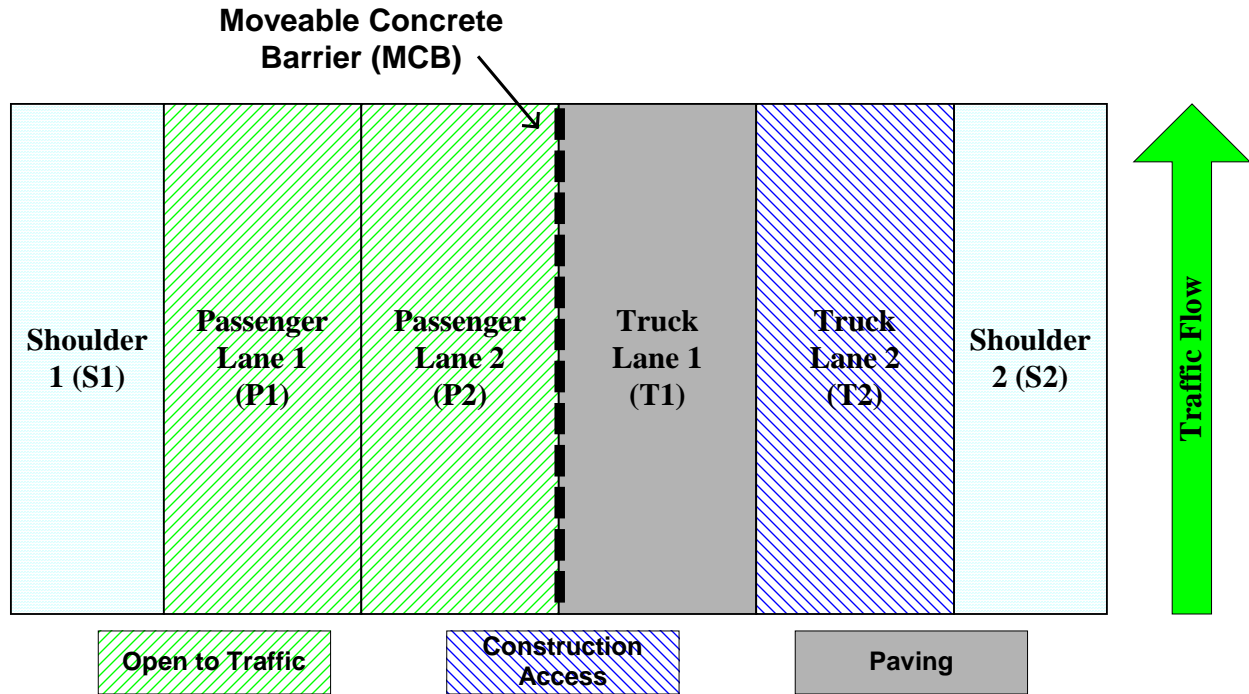 Moveable Concrete
Barrier (MCB)
Shoulder
1 (S1)
Passenger
Lane 1
(P1)
Passenger
Lane 2
(P2)
Truck
Lane 1
(T1)
Truck
Lane 2
(T2)
Shoulder
2 (S2)
Traffic Flow
Open to Traffic
Construction
Access
Paving